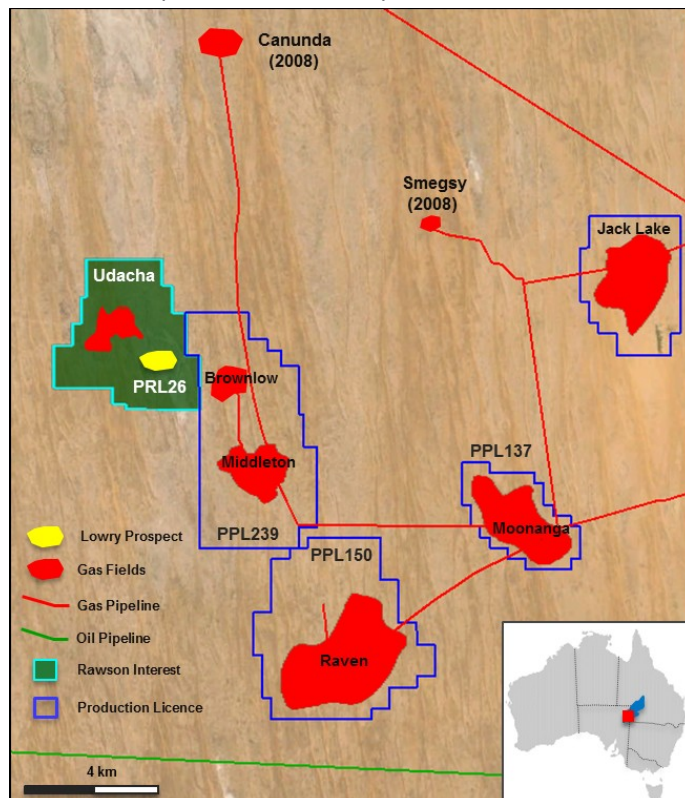 Canunda
(2008)
Smegsy
(2008)
Jack Lake
Udacha
PRL26
Brownlow
Middleton
PPL137
Moonanga
PPL239
PPL150
Raven
Lowry Prospect
Gas Fields
Gas Pipeline
Oil Pipeline
Rawson Interest
Production Licence
4 km